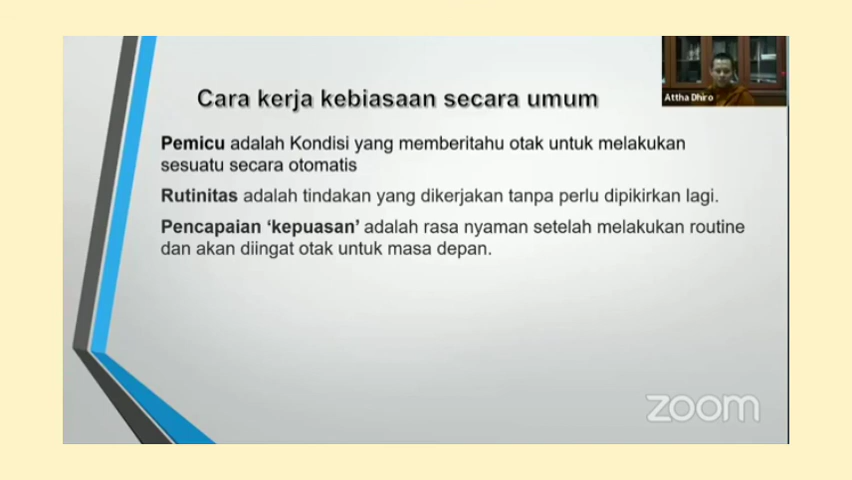 Cara kerja kebiasaan secara umum
Attha Dhiro
Pemicu adalah Kondisi yang memberitahu otak untuk melakukan
sesuatu secara otomatis
Rutinitas adalah tindakan yang dikerjakan tanpa perlu dipikirkan lagi.
Pencapaian ‘kepuasan’ adalah rasa nyaman setelah melakukan routine
dan akan diingat otak untuk masa depan.
zoom